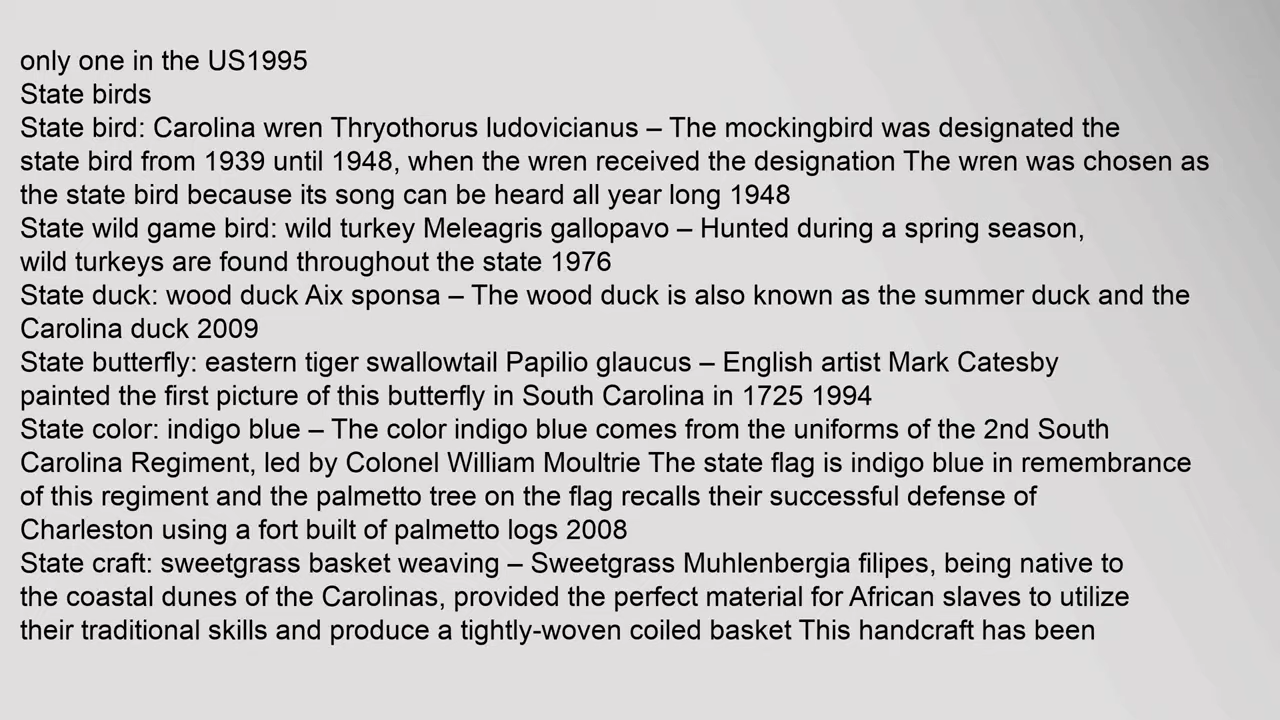 only one in the US1995
State birds
State bird: Carolina wren Thryothorus ludovicianus – The mockingbird was designated the
state bird from 1939 until 1948, when the wren received the designation The wren was chosen as
the state bird because its song can be heard all year long 1948
State wild game bird: wild turkey Meleagris gallopavo – Hunted during a spring season,
wild turkeys are found throughout the state 1976
State duck: wood duck Aix sponsa – The wood duck is also known as the summer duck and the
Carolina duck 2009
State butterfly: eastern tiger swallowtail Papilio glaucus – English artist Mark Catesby
painted the first picture of this butterfly in South Carolina in 1725 1994
State color: indigo blue – The color indigo blue comes from the uniforms of the 2nd South
Carolina Regiment, led by Colonel William Moultrie The state flag is indigo blue in remembrance
of this regiment and the palmetto tree on the flag recalls their successful defense of
Charleston using a fort built of palmetto logs 2008
State craft: sweetgrass basket weaving – Sweetgrass Muhlenbergia filipes, being native to
the coastal dunes of the Carolinas, provided the perfect material for African slaves to utilize
their traditional skills and produce a tightly-woven coiled basket This handcraft has been